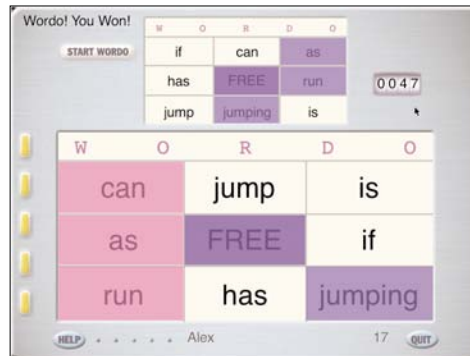 Wordo! You Won!
START WORDO
W O R D O
if can as
has FREE run
jump jumping is
0047
W O R D O
can jump is
as FREE if
run has jumping
HELP Alex 17 QUIT